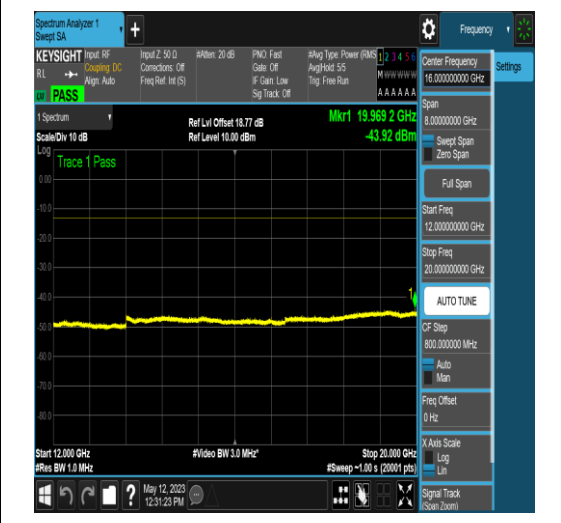 Spectrum Analyzer 1
Swept SA
+
Frequency
KEYSIGHT
RL
PASS
Input: RF
Coupling: DC
Align: Auto
Input Z: 50 Ω
Corrections: Off
Freq Ref: Int (S)
#Atten: 20 dB
PNO: Fast
Gate: Off
IF Gain: Low
Sig Track: Off
#Avg Type: Power (RMS
Avg|Hold: 5/5
Trig: Free Run
1 2 3 4 5 6
M W W W W W
A A A A A A
Center Frequency
16.000000000 GHz
Settings
1 Spectrum
Scale/Div 10 dB
Ref Lvl Offset 18.77 dB
Ref Level 10.00 dBm
Mkr1 19.969 2 GHz
-43.92 dBm
Span
8.00000000 GHz
Swept Span
Zero Span
Full Span
Start Freq
12.000000000 GHz
Stop Freq
20.000000000 GHz
AUTO TUNE
CF Step
800.000000 MHz
Auto
Man
Freq Offset
0 Hz
X Axis Scale
Log
Lin
Signal Track
(Span Zoom)
Log
Trace 1 Pass
0.00
-10.0
-20.0
-30.0
-40.0
-50.0
-60.0
-70.0
-80.0
1
Start 12.000 GHz
#Res BW 1.0 MHz
#Video BW 3.0 MHz*
Stop 20.000 GHz
#Sweep ~1.00 s (20001 pts)
?
May 12, 2023
12:31:23 PM